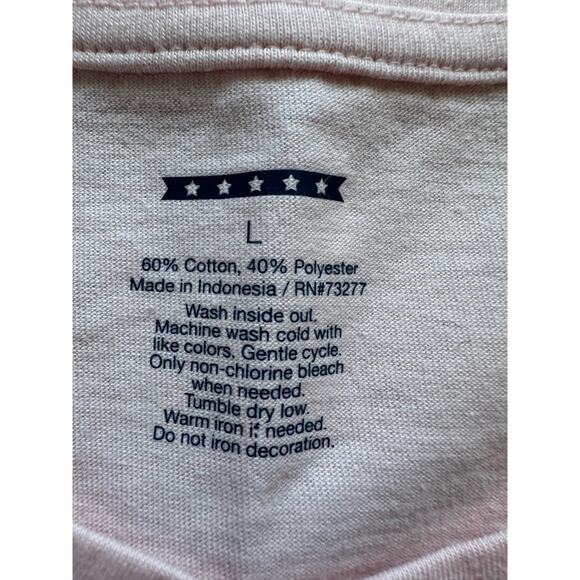 L
60% Cotton, 40% Polyester
Made in Indonesia / RN#73277
Wash inside out.
Machine wash cold with
like colors. Gentle cycle.
Only non-chlorine bleach
when needed.
Tumble dry low.
Warm iron if needed.
Do not iron decoration.